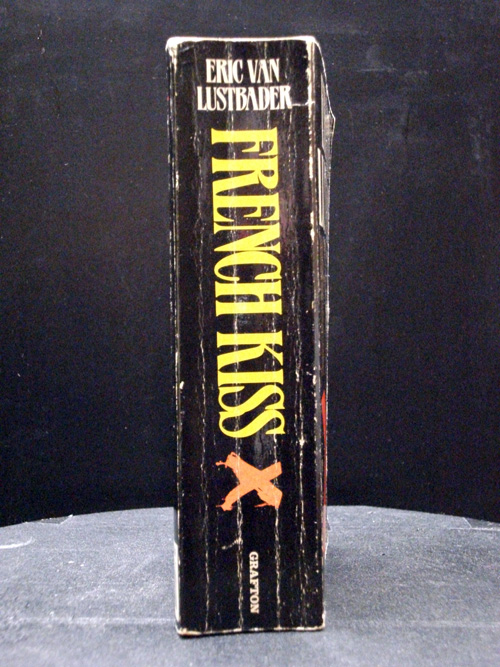 ERIC VAN
LUSTBADER
FRENCH KISS
GRAFTON